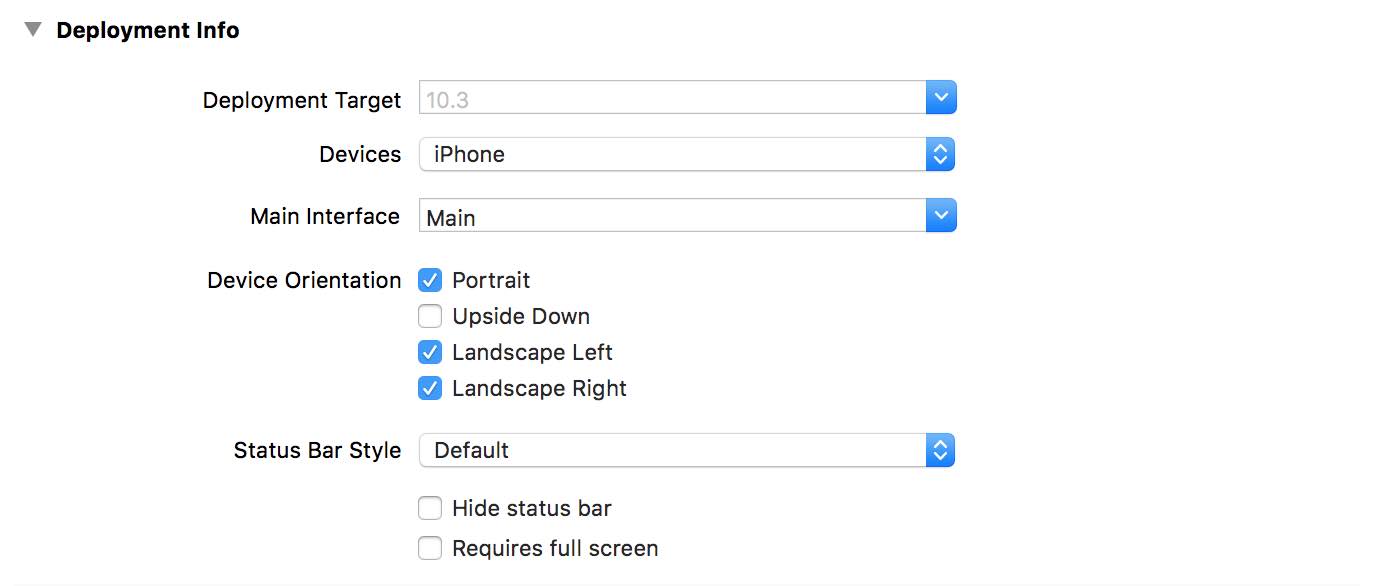 Deployment Info
Deployment Target 10.3
Devices iPhone
Main Interface Main
Device Orientation Portrait
Upside Down
Landscape Left
Landscape Right
Status Bar Style Default
Hide status bar
Requires full screen